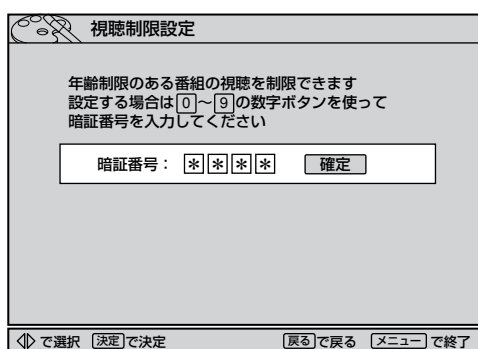 視聴制限設定
年齢制限のある番組の視聴を制限できます
設定する場合は0～9の数字ボタンを使って
暗証番号を入力してください
暗証番号： ＊＊＊＊ 確定
で選択 決定で決定 戻るで戻る メニューで終了